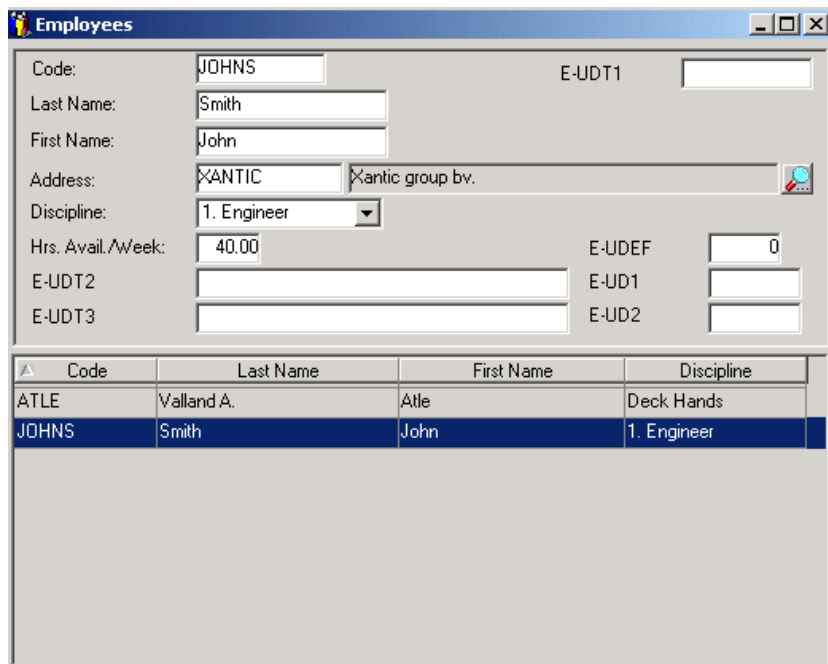 Employees
Code: JOHNS E-UDT1
Last Name: Smith
First Name: John
Address: XANTIC Xantic group bv.
Discipline: 1. Engineer
Hrs. Avail./Week: 40.00 E-UDEF 0
E-UDT2 E-UD1
E-UDT3 E-UD2
Code Last Name First Name Discipline
ATLE Valland A. Atle Deck Hands
JOHNS Smith John 1. Engineer